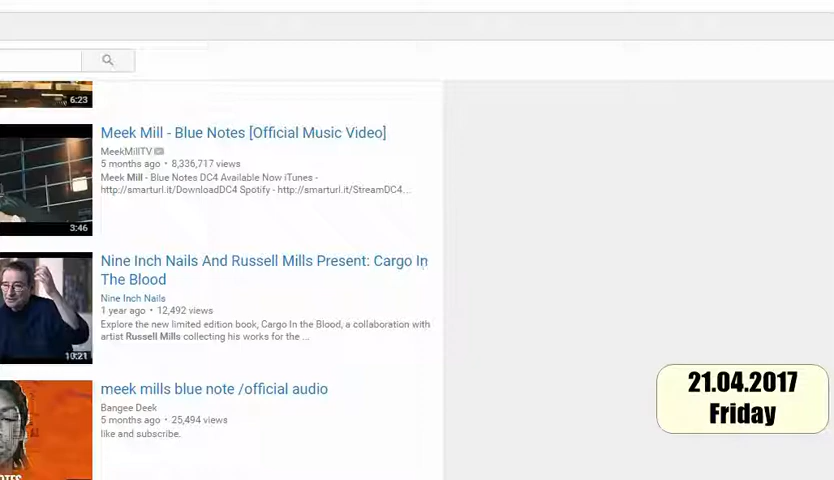 6:23
Meek Mill - Blue Notes [Official Music Video]
MeekMillTV
5 months ago • 8,336,717 views
Meek Mill - Blue Notes DC4 Available Now iTunes -
http://smarturl.it/DownloadDC4 Spotify - http://smarturl.it/StreamDC4...
3:46
Nine Inch Nails And Russell Mills Present: Cargo In
The Blood
Nine Inch Nails
1 year ago • 12,492 views
Explore the new limited edition book, Cargo In the Blood, a collaboration with
artist Russell Mills collecting his works for the ...
10:21
meek mills blue note /official audio
Bangee Deek
5 months ago • 25,494 views
like and subscribe.
21.04.2017
Friday